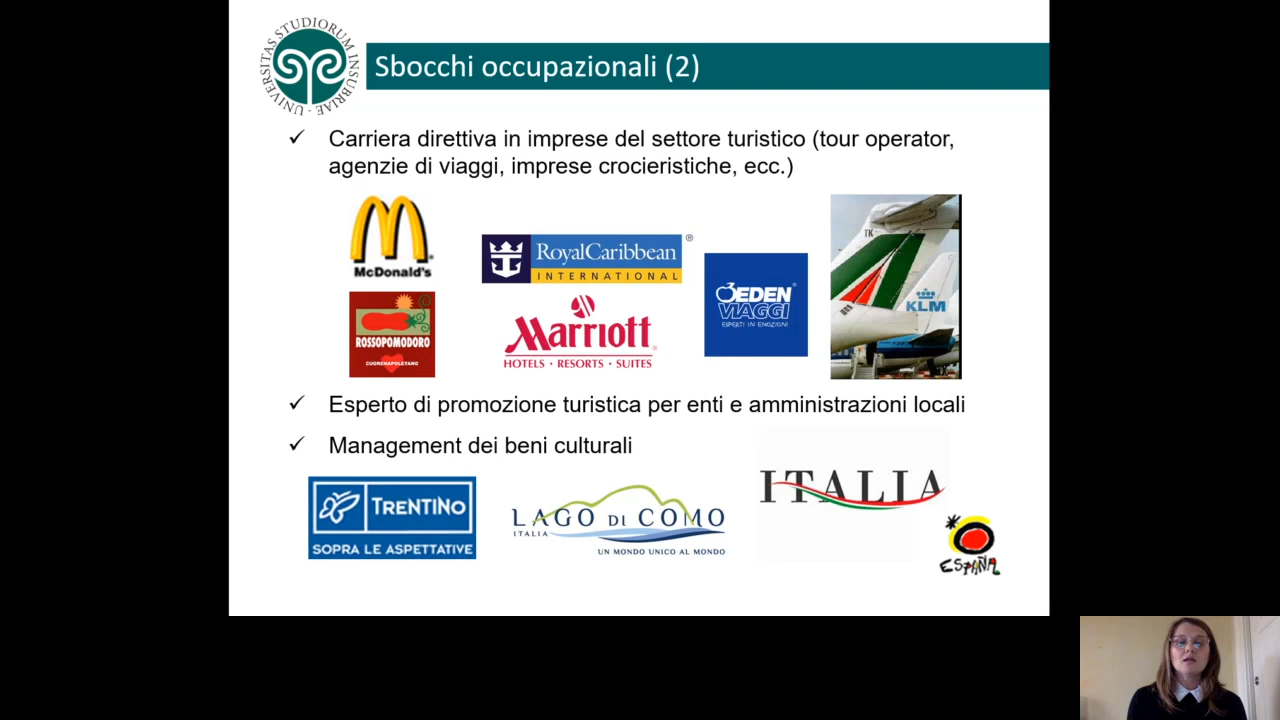 UNIVERSITAS STUDIORUM INSUBRIAE
Sbocchi occupazionali (2)
✓ Carriera direttiva in imprese del settore turistico (tour operator,
agenzie di viaggi, imprese crocieristiche, ecc.)
McDonald's
ROSSOPOMODORO
CUORENAPOLETANO
RoyalCaribbean ®
INTERNATIONAL
Marriott
HOTELS · RESORTS · SUITES
EDEN ®
VIAGGI
ESPERTI IN EMOZIONI
TK
KLM
✓ Esperto di promozione turistica per enti e amministrazioni locali
✓ Management dei beni culturali
TRENTINO
SOPRA LE ASPETTATIVE
LAGO DI COMO
ITALIA
UN MONDO UNICO AL MONDO
ITALIA
ESPAÑA